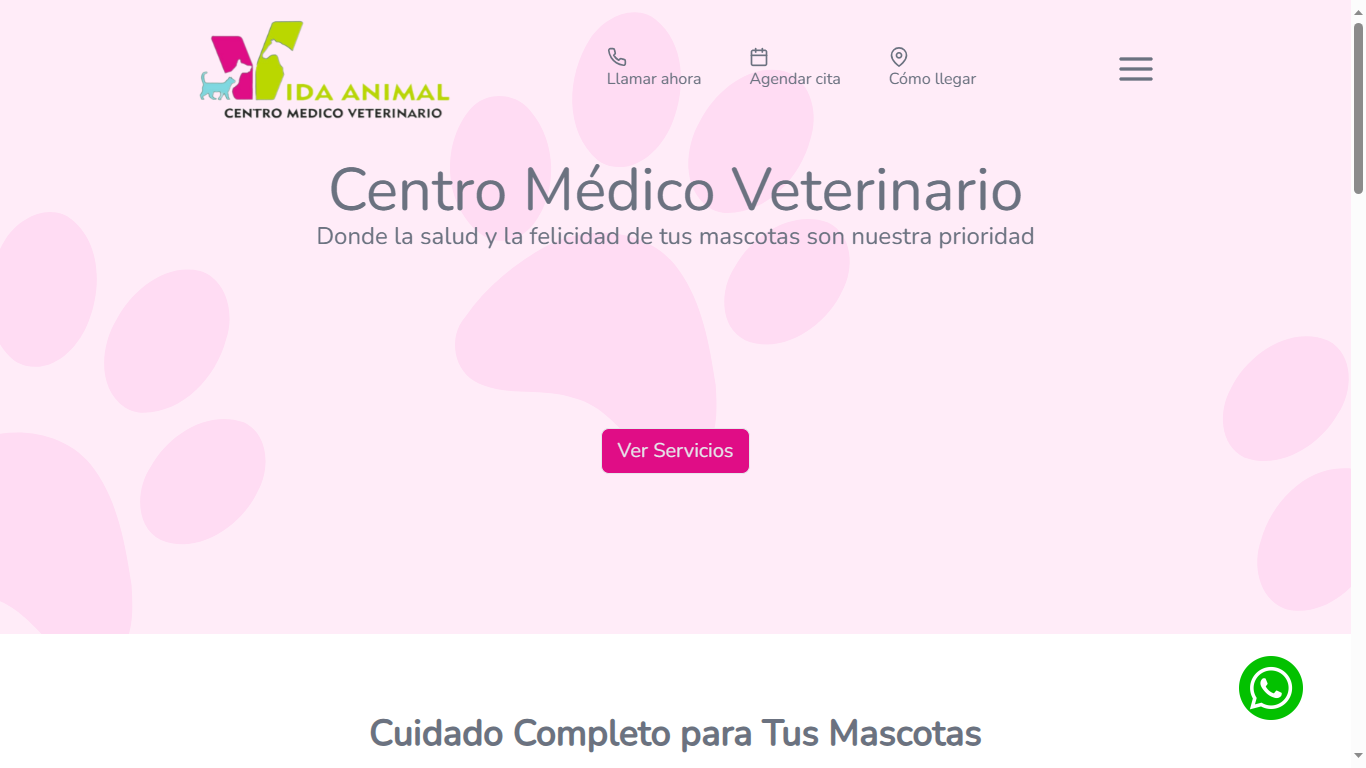 VIDA ANIMAL
CENTRO MEDICO VETERINARIO
Llamar ahora
Agendar cita
Cómo llegar
Centro Médico Veterinario
Donde la salud y la felicidad de tus mascotas son nuestra prioridad
Ver Servicios
Cuidado Completo para Tus Mascotas